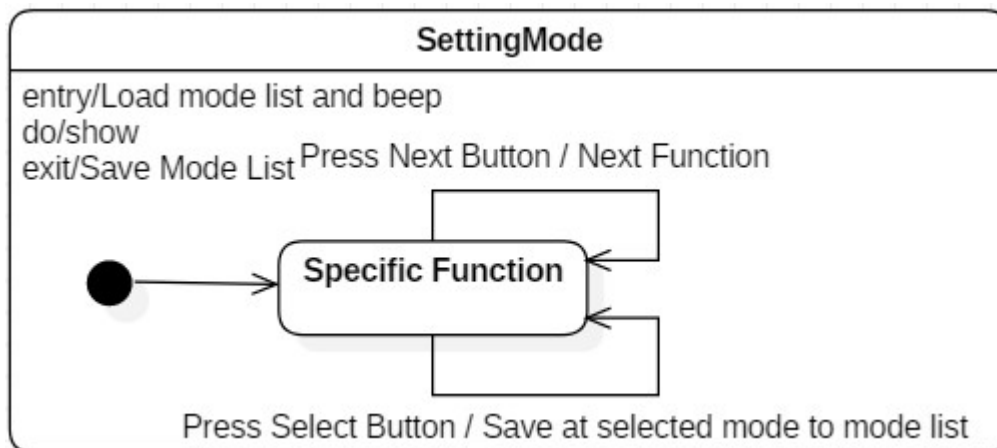 SettingMode
entry/Load mode list and beep
do/show
exit/Save Mode List
Press Next Button / Next Function
Specific Function
Press Select Button / Save at selected mode to mode list